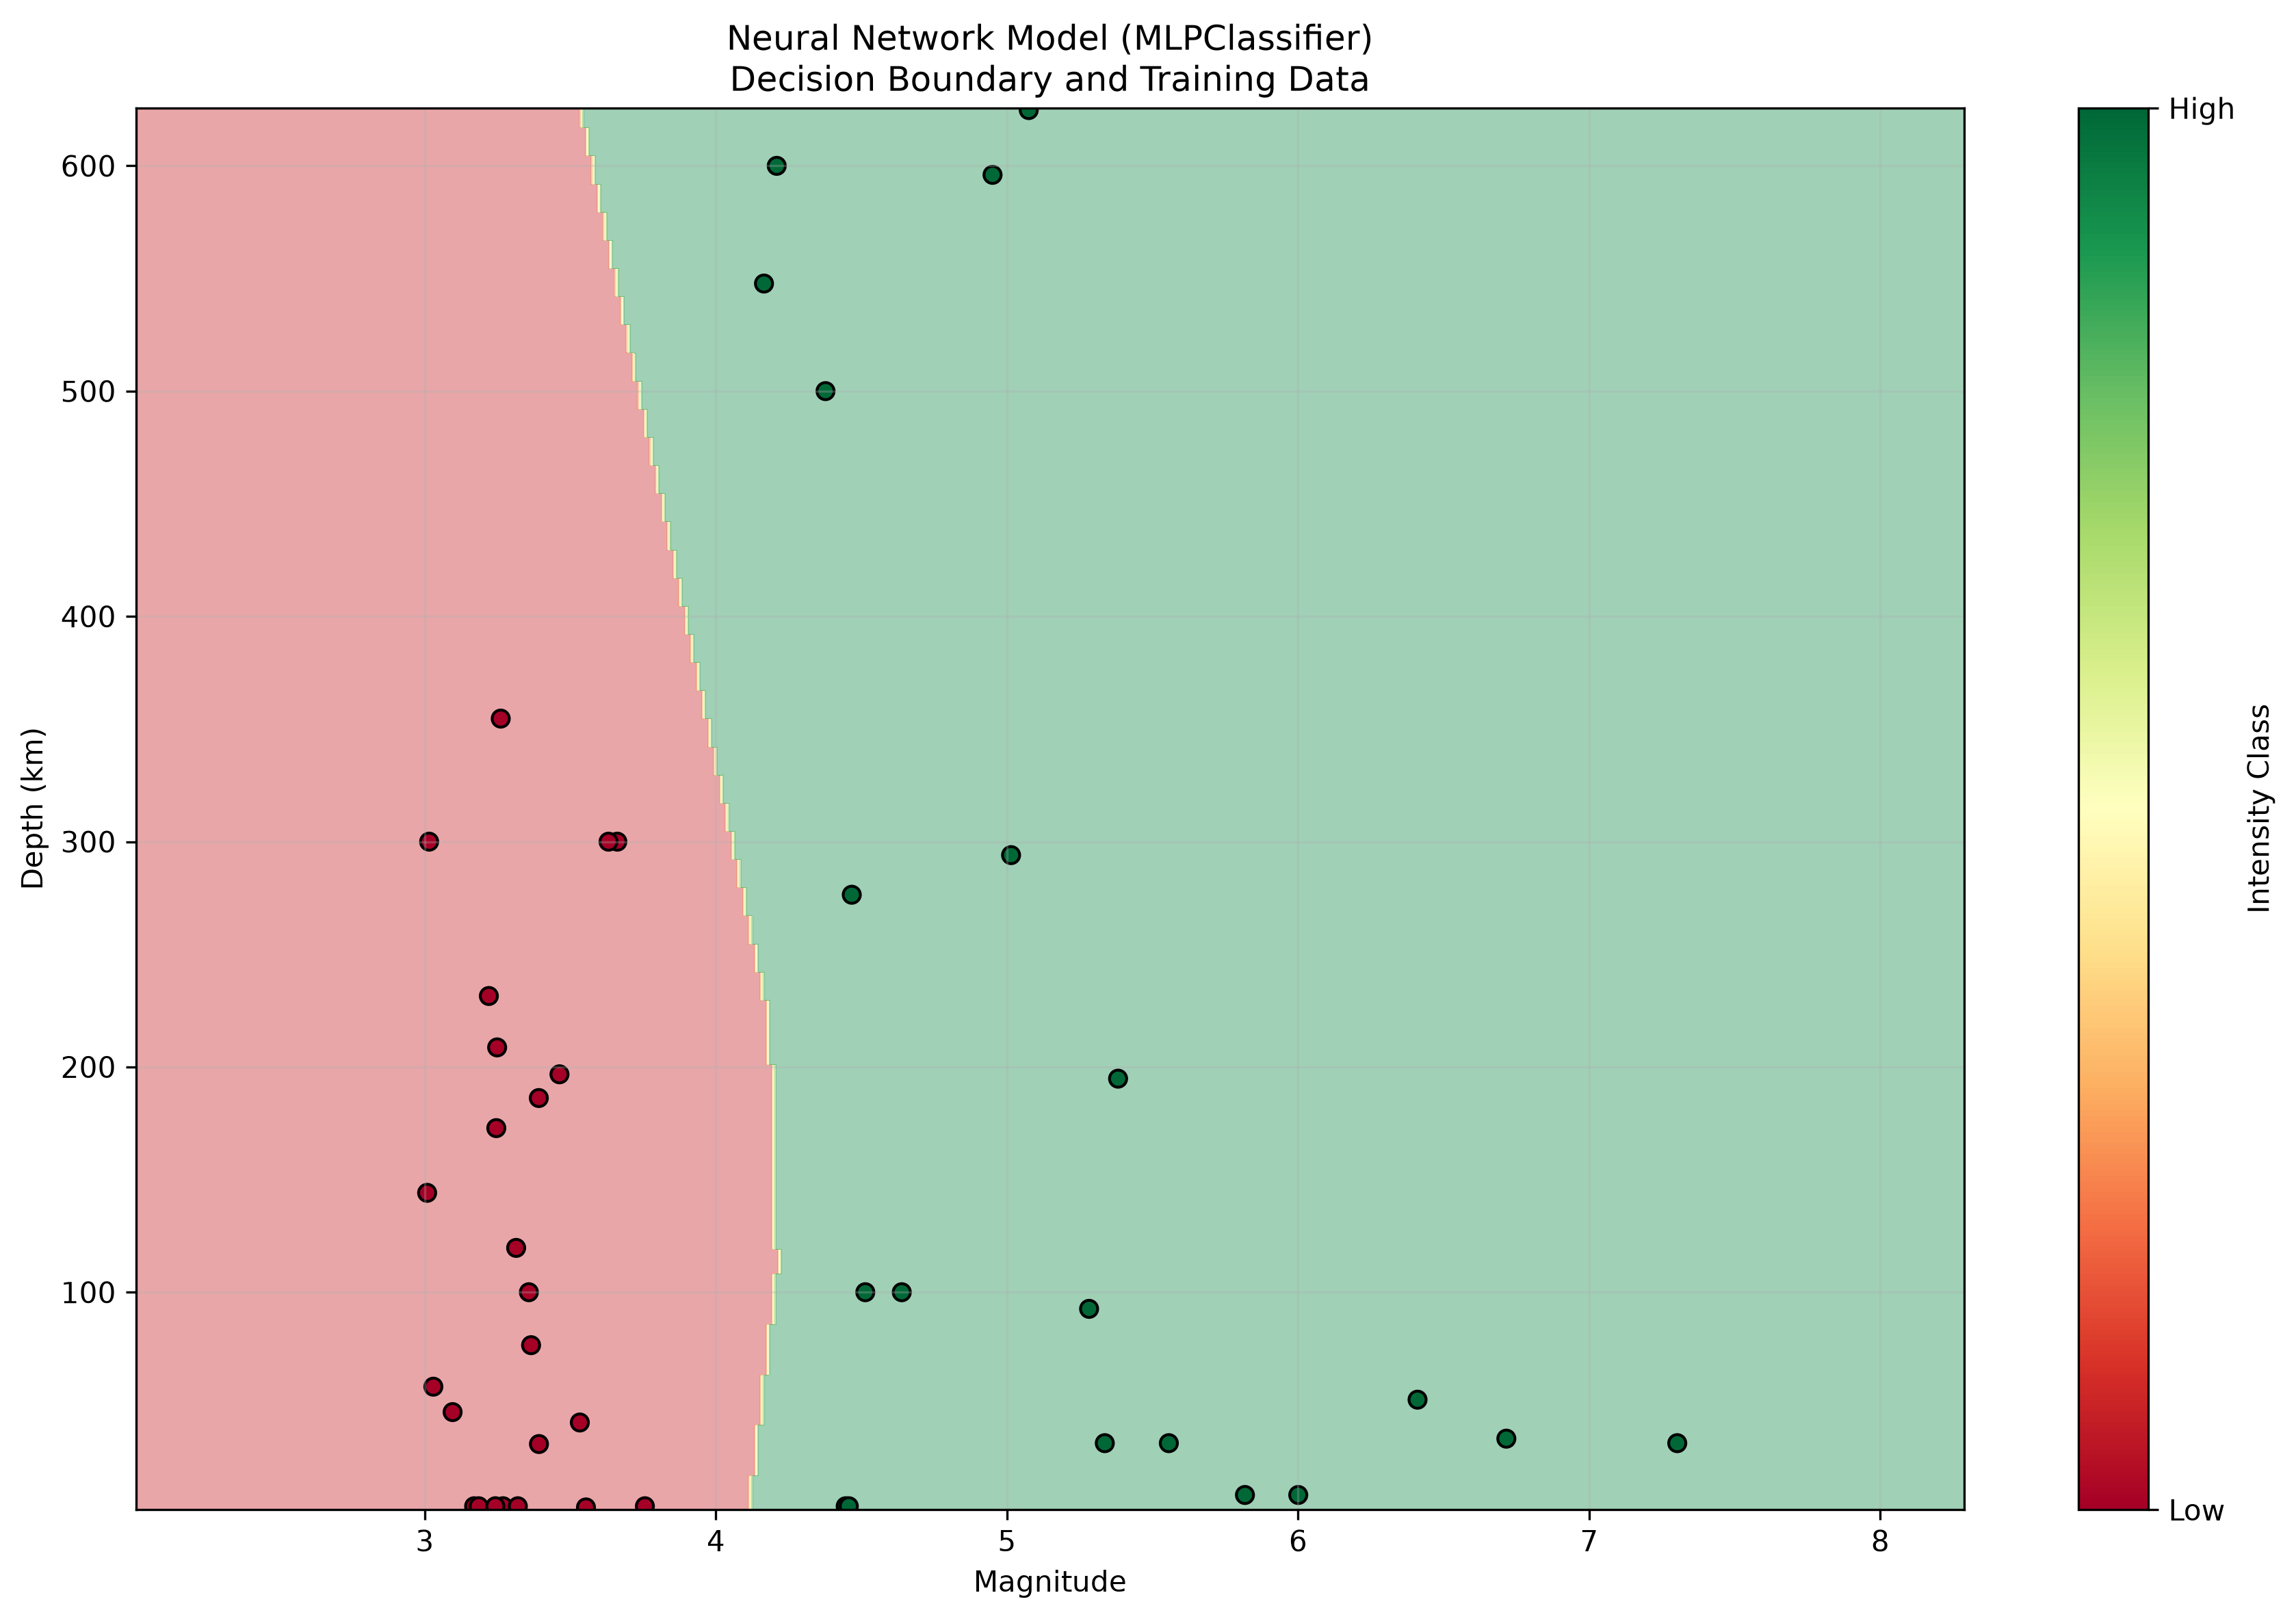 Neural Network Model (MLPClassifier)
Decision Boundary and Training Data
High
600
500
400
300
200
100
Depth (km)
Intensity Class
Low
3
4
5
6
7
8
Magnitude